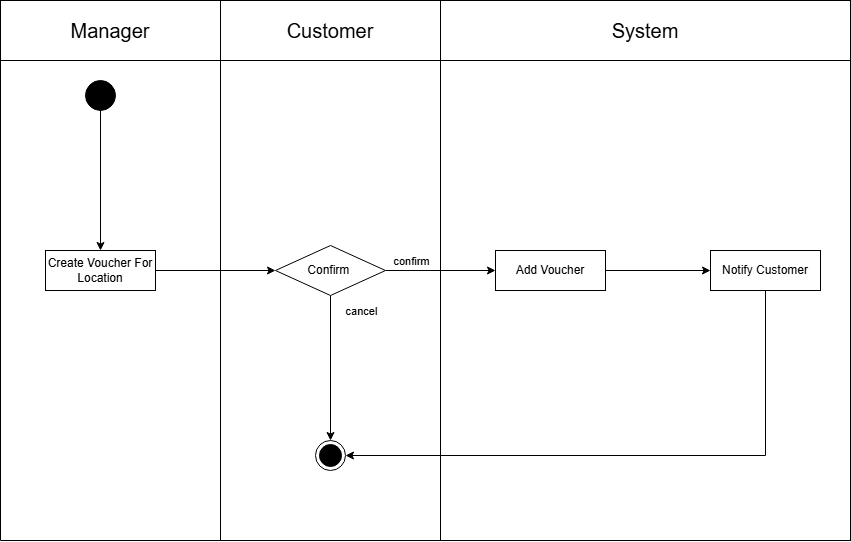 Manager
Customer
System
Create Voucher For
Location
Confirm
confirm
Add Voucher
Notify Customer
cancel